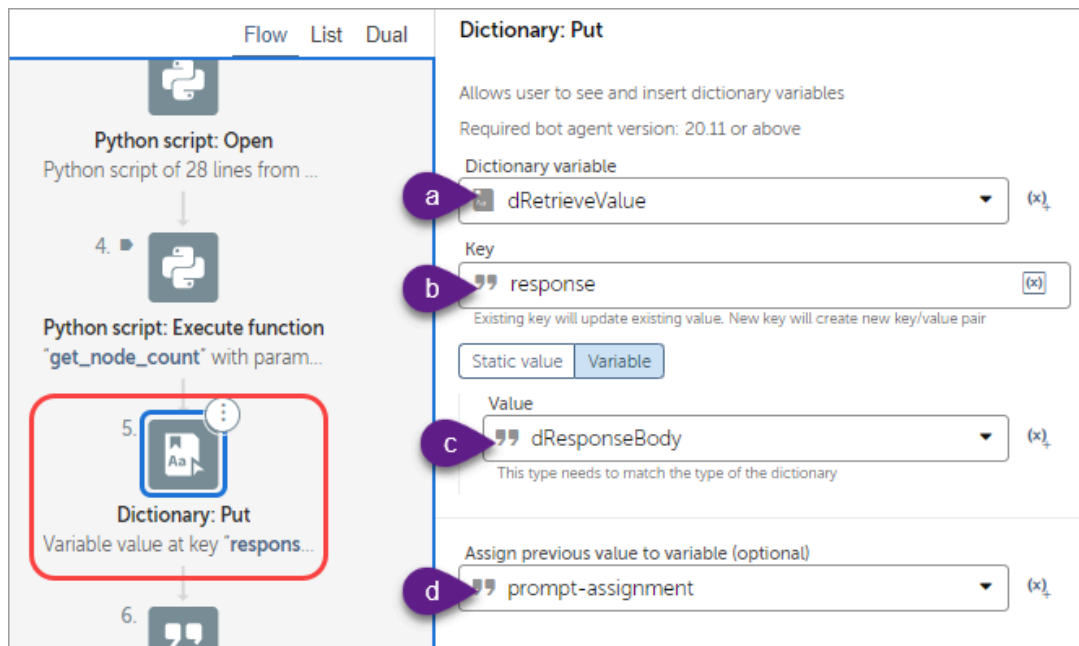 Flow List Dual
Python script: Open
Python script of 28 lines from ...
4.
Python script: Execute function
"get_node_count" with param...
5.
Aa
Dictionary: Put
Variable value at key "respons...
6.
Dictionary: Put
Allows user to see and insert dictionary variables
Required bot agent version: 20.11 or above
Dictionary variable
a
dRetrieveValue
(x)+
Key
b
response
(x)
Existing key will update existing value. New key will create new key/value pair
Static value Variable
Value
c
dResponseBody
(x)+
This type needs to match the type of the dictionary
Assign previous value to variable (optional)
d
prompt-assignment
(x)+